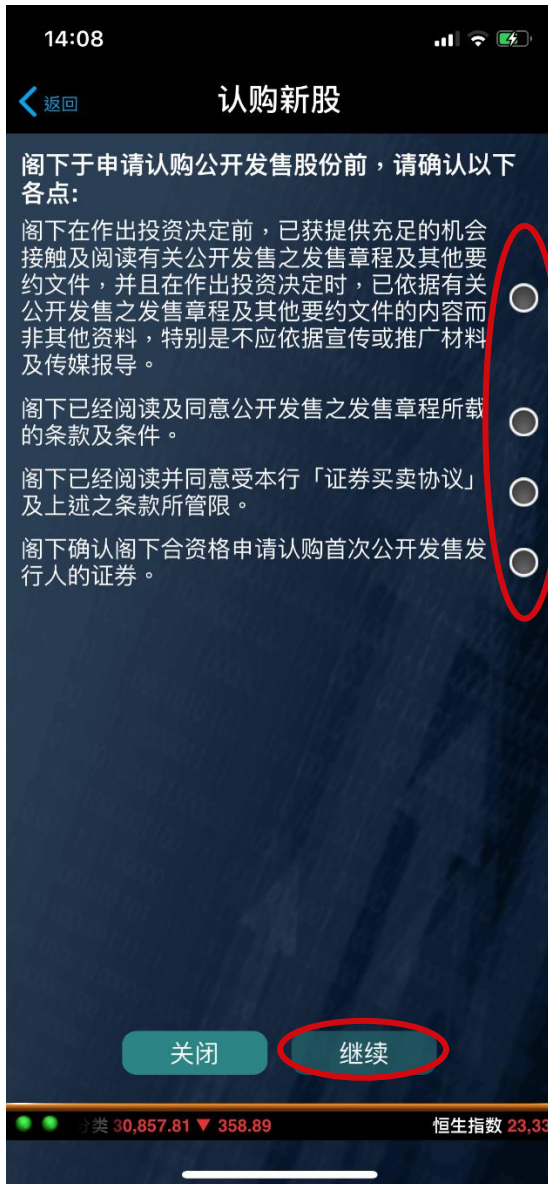 14:08
返回
认购新股
阁下于申请认购公开发售股份前，请确认以下
各点:
阁下在作出投资决定前，已获提供充足的机会
接触及阅读有关公开发售之发售章程及其他要
约文件，并且在作出投资决定时，已依据有关
公开发售之发售章程及其他要约文件的内容而
非其他资料，特别是不应依据宣传或推广材料
及传媒报导。
阁下已经阅读及同意公开发售之发售章程所载
的条款及条件。
阁下已经阅读并同意受本行「证券买卖协议」
及上述之条款所管限。
阁下确认阁下合资格申请认购首次公开发售发
行人的证券。
关闭 继续
类 30,857.81 ▼ 358.89 恒生指数 23,33